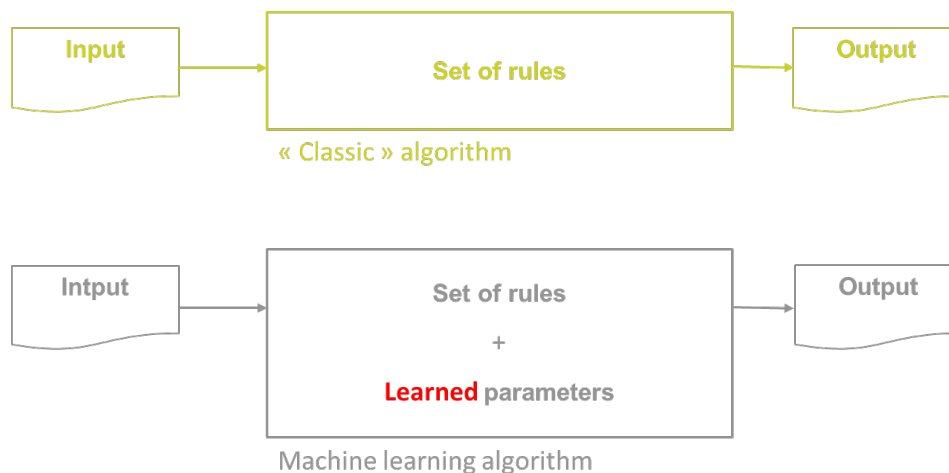 Input
Set of rules
Output
« Classic » algorithm
Intput
Set of rules
+
Learned parameters
Output
Machine learning algorithm